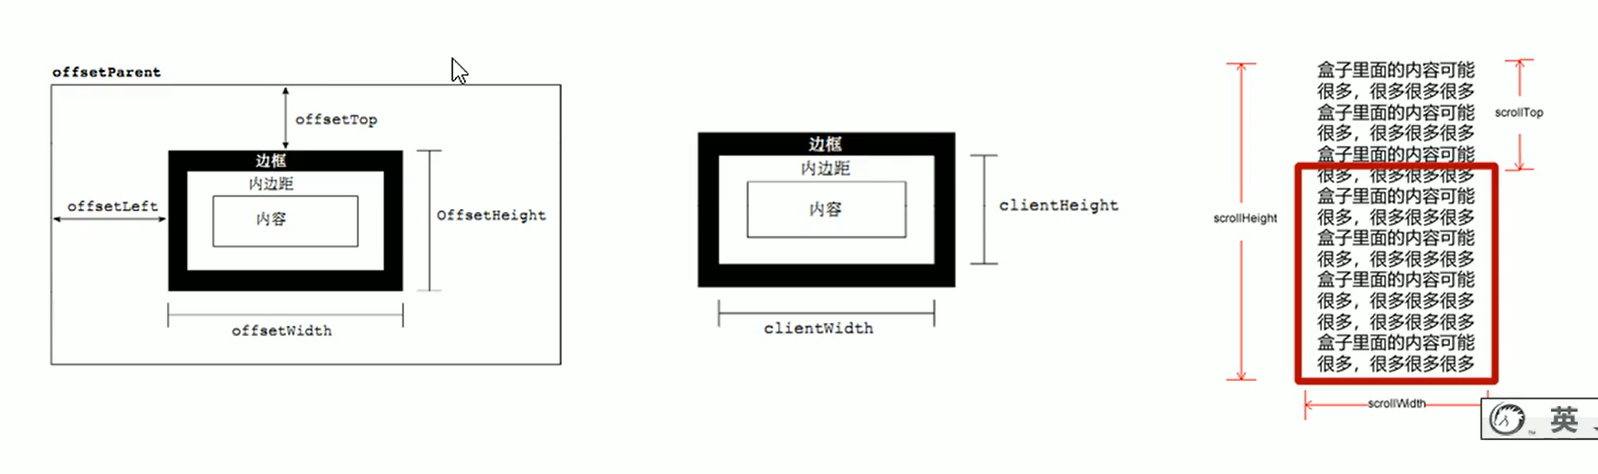 offsetParent
offsetTop
边框
内边距
内容
offsetLeft
OffsetHeight
offsetWidth
边框
内边距
内容
clientHeight
clientWidth
盒子里面的内容可能
很多，很多很多很多
盒子里面的内容可能
很多，很多很多很多
盒子里面的内容可能
很多，很多很多很多
盒子里面的内容可能
很多，很多很多很多
盒子里面的内容可能
很多，很多很多很多
盒子里面的内容可能
很多，很多很多很多
很多，很多很多很多
盒子里面的内容可能
很多，很多很多很多
scrollTop
scrollHeight
scrollWidth
英